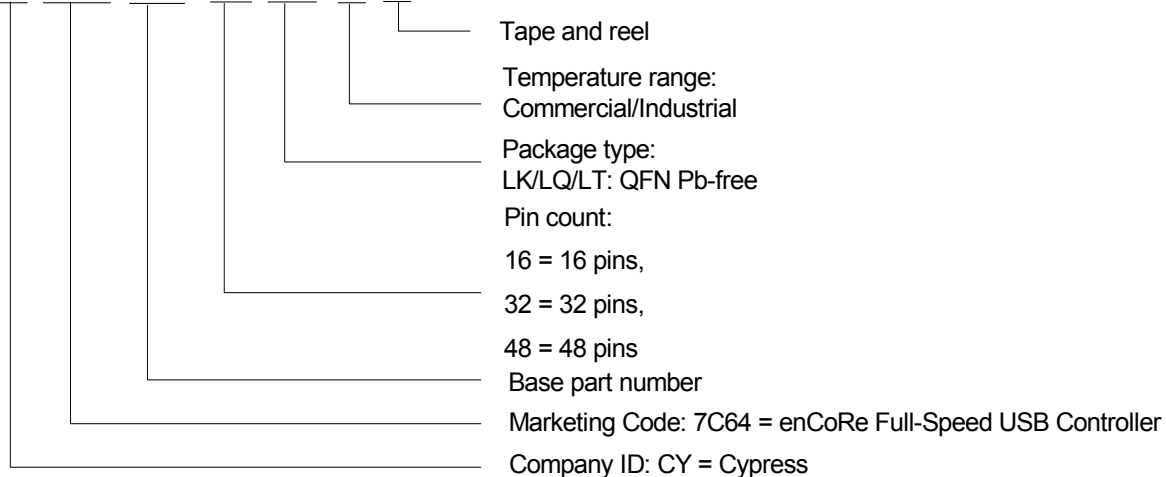 Tape and reel
Temperature range:
Commercial/Industrial
Package type:
LK/LQ/LT: QFN Pb-free
Pin count:
16 = 16 pins,
32 = 32 pins,
48 = 48 pins
Base part number
Marketing Code: 7C64 = enCoRe Full-Speed USB Controller
Company ID: CY = Cypress